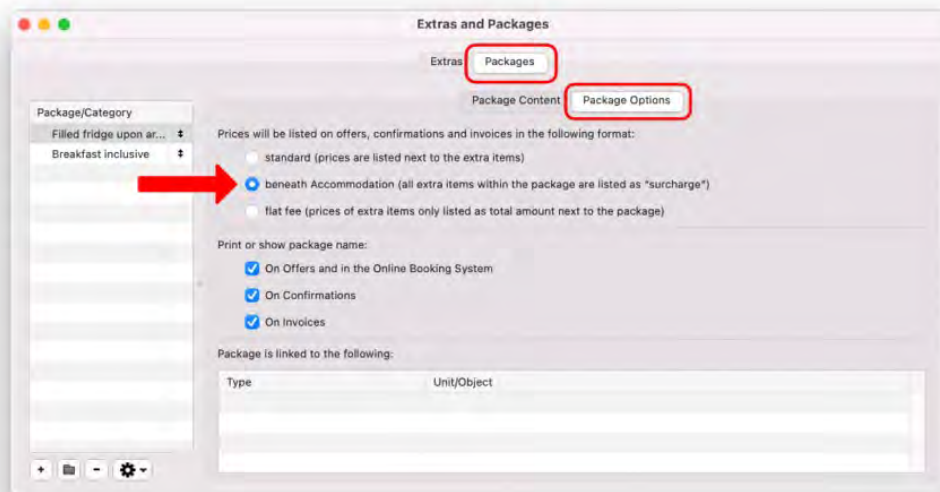 Extras and Packages
Extras Packages
Package Content Package Options
Package/Category
Filled fridge upon ar...
Breakfast inclusive
Prices will be listed on offers, confirmations and invoices in the following format:
standard (prices are listed next to the extra items)
beneath Accommodation (all extra items within the package are listed as "surcharge")
flat fee (prices of extra items only listed as total amount next to the package)
Print or show package name:
On Offers and in the Online Booking System
On Confirmations
On Invoices
Package is linked to the following:
Type Unit/Object